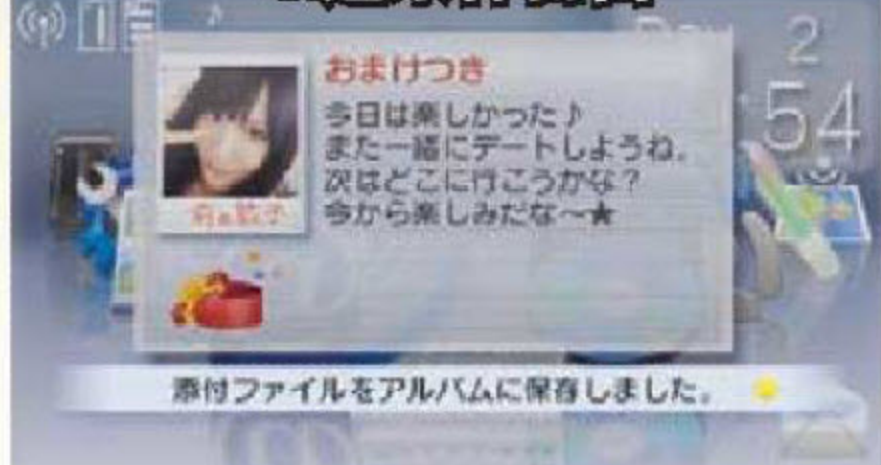 2
54
おまけつき
今日は楽しかった♪
また一緒にデートしようね。
次はどこに行こうかな？
今から楽しみだな～★
添付ファイルをアルバムに保存しました。